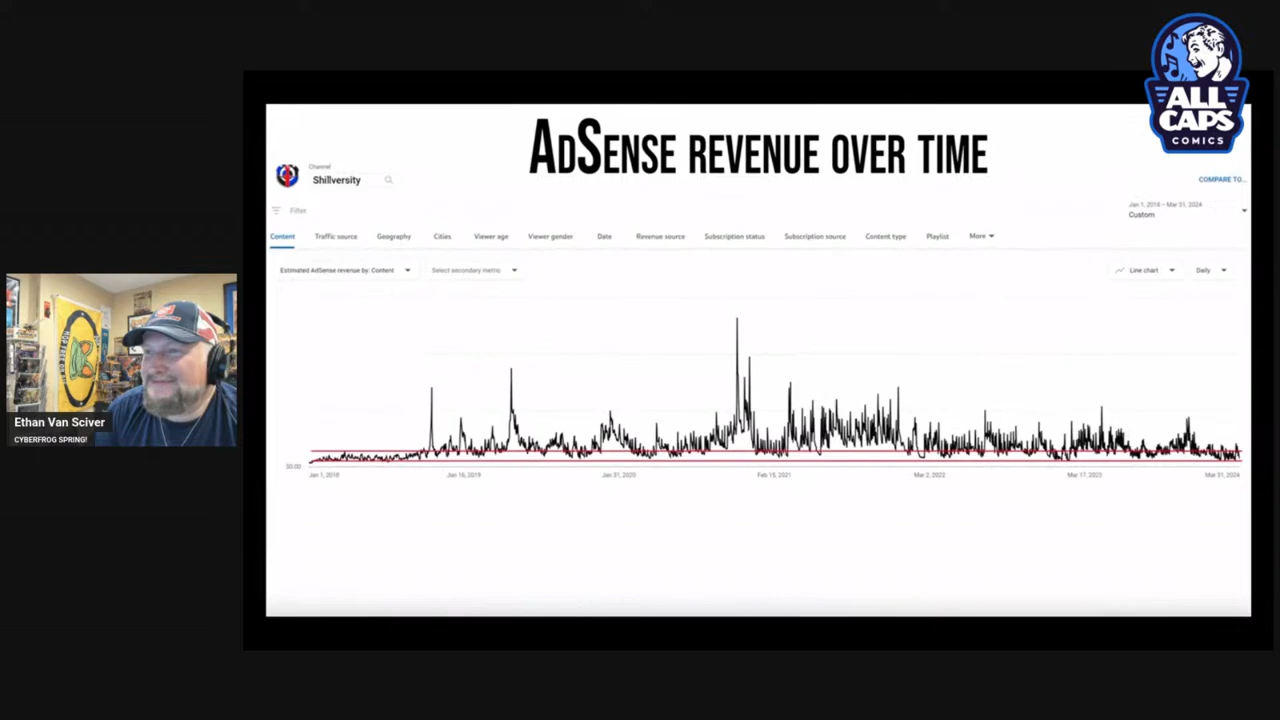 ALL
CAPS
COMICS
ADSENSE REVENUE OVER TIME
Channel
Shillversity
COMPARE TO...
Filter
Jan 1, 2018 – Mar 31, 2024
Custom
Content Traffic source Geography Cities Viewer age Viewer gender Date Revenue source Subscription status Subscription source Content type Playlist More
Estimated AdSense revenue by: Content Select secondary metric Line chart Daily
Ethan Van Sciver
CYBERFROG SPRING!
$0.00
Jan 1, 2018 Jan 16, 2019 Jan 31, 2020 Feb 15, 2021 Mar 2, 2022 Mar 17, 2023 Mar 31, 2024